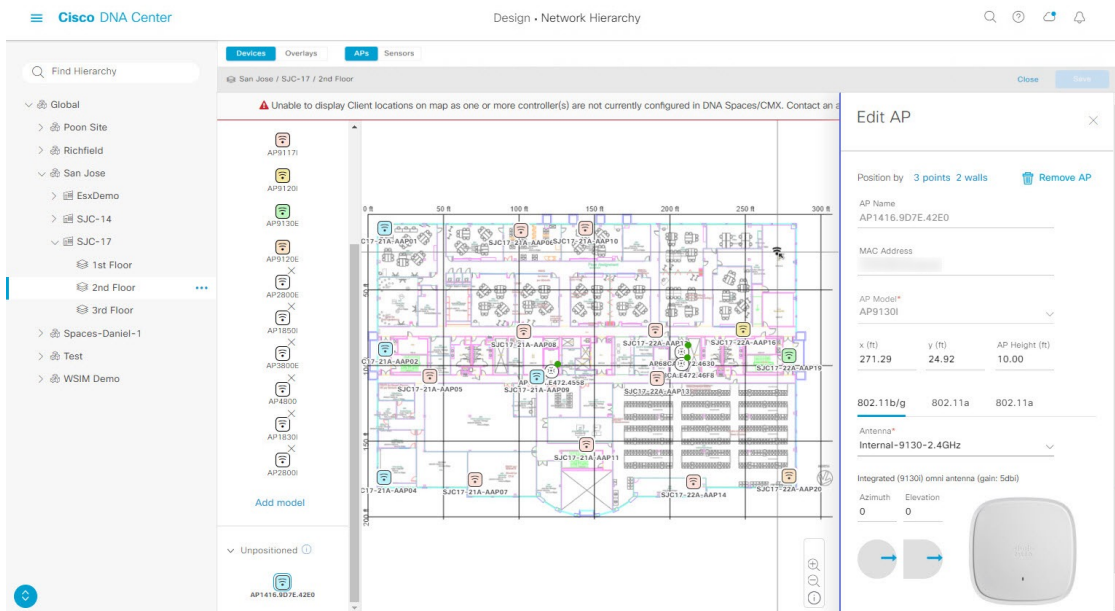 Cisco DNA Center
Design • Network Hierarchy
Find Hierarchy
Global
Poon Site
Richfield
San Jose
EsxDemo
SJC-14
SJC-17
1st Floor
2nd Floor
3rd Floor
Spaces-Daniel-1
Test
WSIM Demo
Devices Overlays APs Sensors
San Jose / SJC-17 / 2nd Floor
Close Save
Unable to display Client locations on map as one or more controller(s) are not currently configured in DNA Spaces/CMX. Contact an a
AP9117I
AP9120I
AP9130E
AP9120E
AP2800E
AP1850I
AP3800E
AP4800
AP1830I
AP2800I
Add model
Unpositioned
AP1416.9D7E.42E0
0 ft 50 ft 100 ft 150 ft 200 ft 250 ft 300 ft
C17-21A-AAP01 SJC17-21A-AAP06 SJC17-21A-AAP10
SJC17-21A-AAP08 SJC17-22A-AAP12 SJC17-22A-AAP16
C17-21A-AAP02 SJC17-22A-AAP19
SJC17-21A-AAP05 SJC17-21A-AAP09 SJC17-22A-AAP13
SJC17-21A-AAP11
C17-21A-AAP04 SJC17-21A-AAP07 SJC17-22A-AAP14 SJC17-22A-AAP20
200 ft
Edit AP
Position by 3 points 2 walls Remove AP
AP Name
AP1416.9D7E.42E0
MAC Address
AP Model*
AP9130I
x (ft) y (ft) AP Height (ft)
271.29 24.92 10.00
802.11b/g 802.11a 802.11a
Antenna*
Internal-9130-2.4GHz
Integrated (9130i) omni antenna (gain: 5dbi)
Azimuth Elevation
0 0